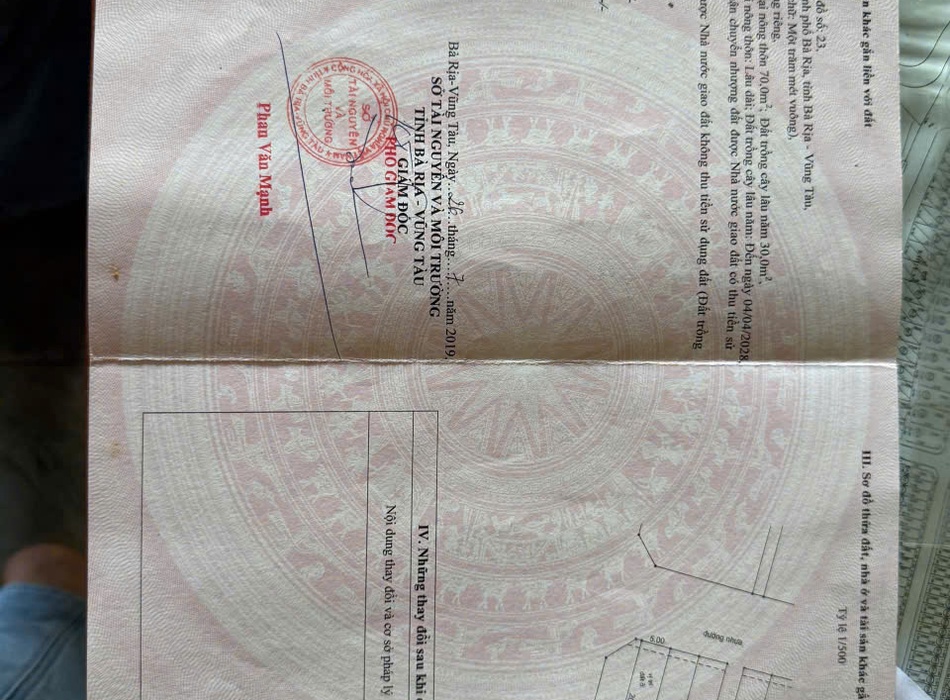 n khác gắn liền với đất
đồ số: 23,
nh phố Bà Rịa, tỉnh Bà Rịa - Vũng Tàu,
chữ: Một trăm mét vuông),
g riêng,
ại nông thôn 70,0m², Đất trồng cây lâu năm 30,0m²,
i nông thôn: Lâu dài; Đất trồng cây lâu năm: Đến ngày 04/04/2028,
ận chuyển nhượng đất được Nhà nước giao đất có thu tiền sử
ược Nhà nước giao đất không thu tiền sử dụng đất (Đất trồng
Bà Rịa-Vũng Tàu, Ngày...26...tháng...7...năm 2019
SỞ TÀI NGUYÊN VÀ MÔI TRƯỜNG
TỈNH BÀ RỊA - VŨNG TÀU
GIÁM ĐỐC
PHÓ GIÁM ĐỐC
SỞ
TÀI NGUYÊN
VÀ
MÔI TRƯỜNG
Phan Văn Mạnh
III. Sơ đồ thửa đất, nhà ở và tài sản khác gắ
Tỷ lệ 1/500
đường nhựa
5.00
IV. Những thay đổi sau khi
Nội dung thay đổi và cơ sở pháp lý